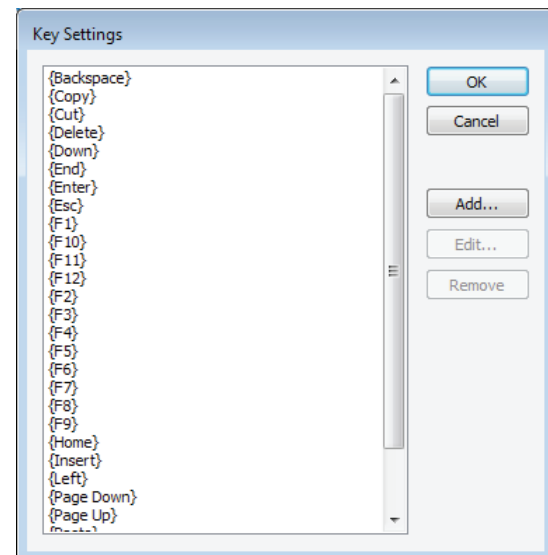 Key Settings
{Backspace}
{Copy}
{Cut}
{Delete}
{Down}
{End}
{Enter}
{Esc}
{F1}
{F10}
{F11}
{F12}
{F2}
{F3}
{F4}
{F5}
{F6}
{F7}
{F8}
{F9}
{Home}
{Insert}
{Left}
{Page Down}
{Page Up}
OK
Cancel
Add...
Edit...
Remove